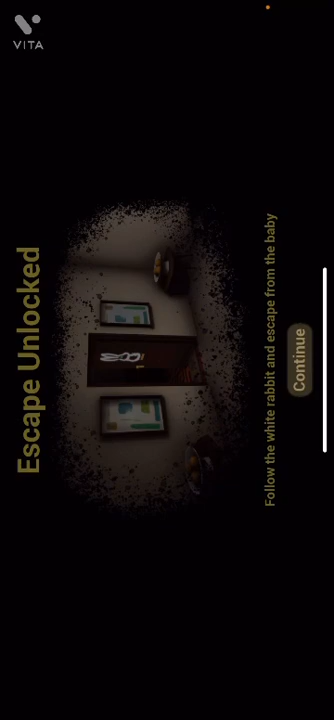 VITA
Escape Unlocked
Follow the white rabbit and escape from the baby
Continue